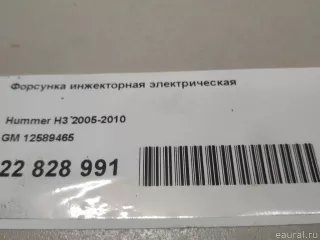 Форсунка инжекторная электрическая
Hummer H3 2005-2010
GM 12589465
22 828 991
eaural.ru